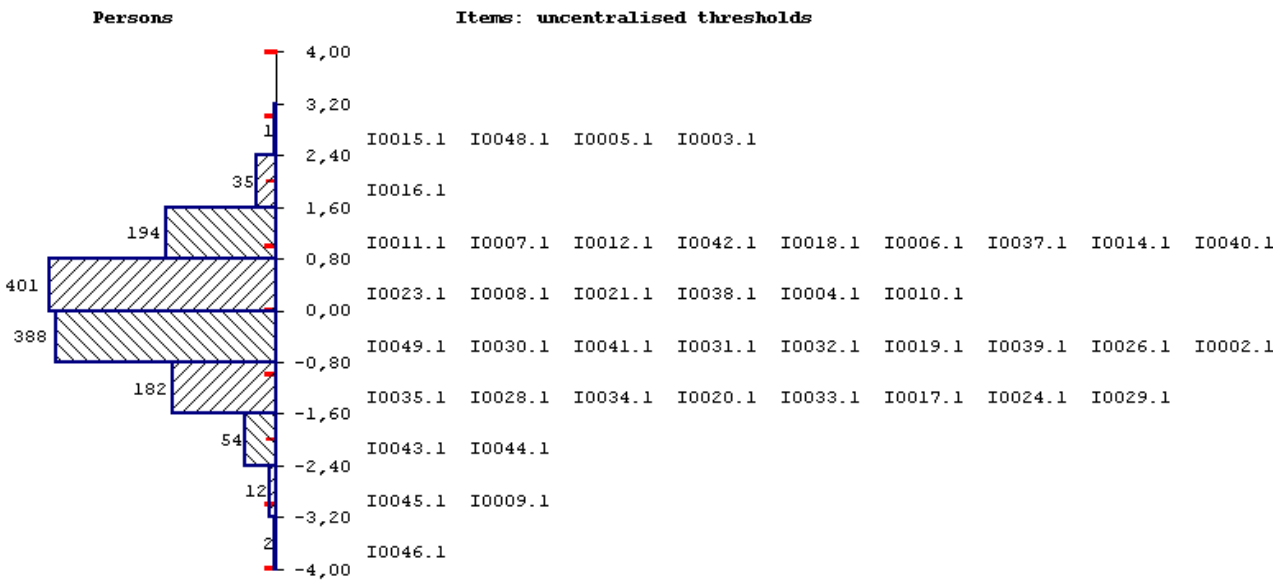 Persons Items: uncentralised thresholds
4,00
3,20
1 I0015.1 I0048.1 I0005.1 I0003.1
2,40
35 I0016.1
1,60
194 I0011.1 I0007.1 I0012.1 I0042.1 I0018.1 I0006.1 I0037.1 I0014.1 I0040.1
0,80
401 I0023.1 I0008.1 I0021.1 I0038.1 I0004.1 I0010.1
0,00
388 I0049.1 I0030.1 I0041.1 I0031.1 I0032.1 I0019.1 I0039.1 I0026.1 I0002.1
-0,80
182 I0035.1 I0028.1 I0034.1 I0020.1 I0033.1 I0017.1 I0024.1 I0029.1
-1,60
54 I0043.1 I0044.1
-2,40
12 I0045.1 I0009.1
-3,20
2 I0046.1
-4,00